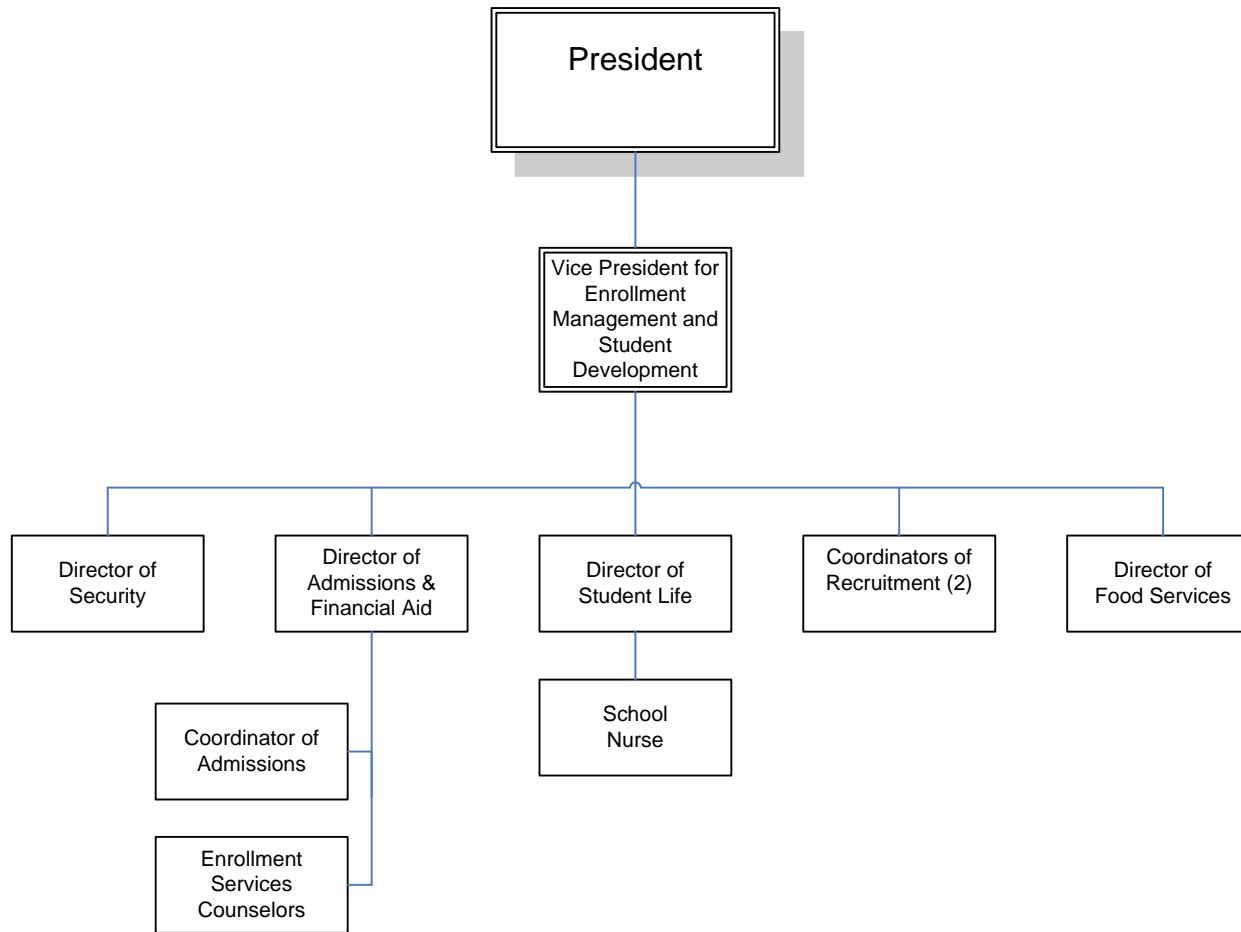 President
Vice President for
Enrollment
Management and
Student
Development
Director of
Security
Director of
Admissions &
Financial Aid
Director of
Student Life
Coordinators of
Recruitment (2)
Director of
Food Services
Coordinator of
Admissions
School
Nurse
Enrollment
Services
Counselors